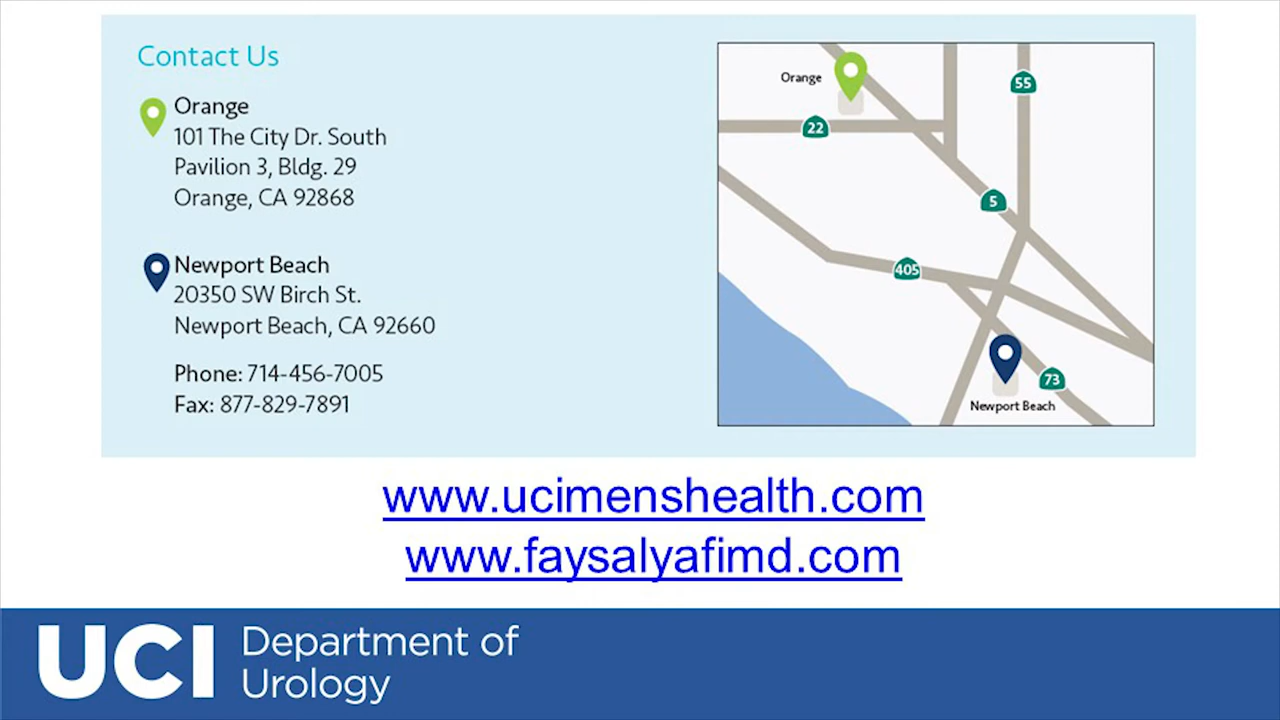 Contact Us
Orange
101 The City Dr. South
Pavilion 3, Bldg. 29
Orange, CA 92868
Newport Beach
20350 SW Birch St.
Newport Beach, CA 92660
Phone: 714-456-7005
Fax: 877-829-7891
Orange
55
22
5
405
73
Newport Beach
www.ucimenshealth.com
www.faysalyafimd.com
UCI Department of
Urology